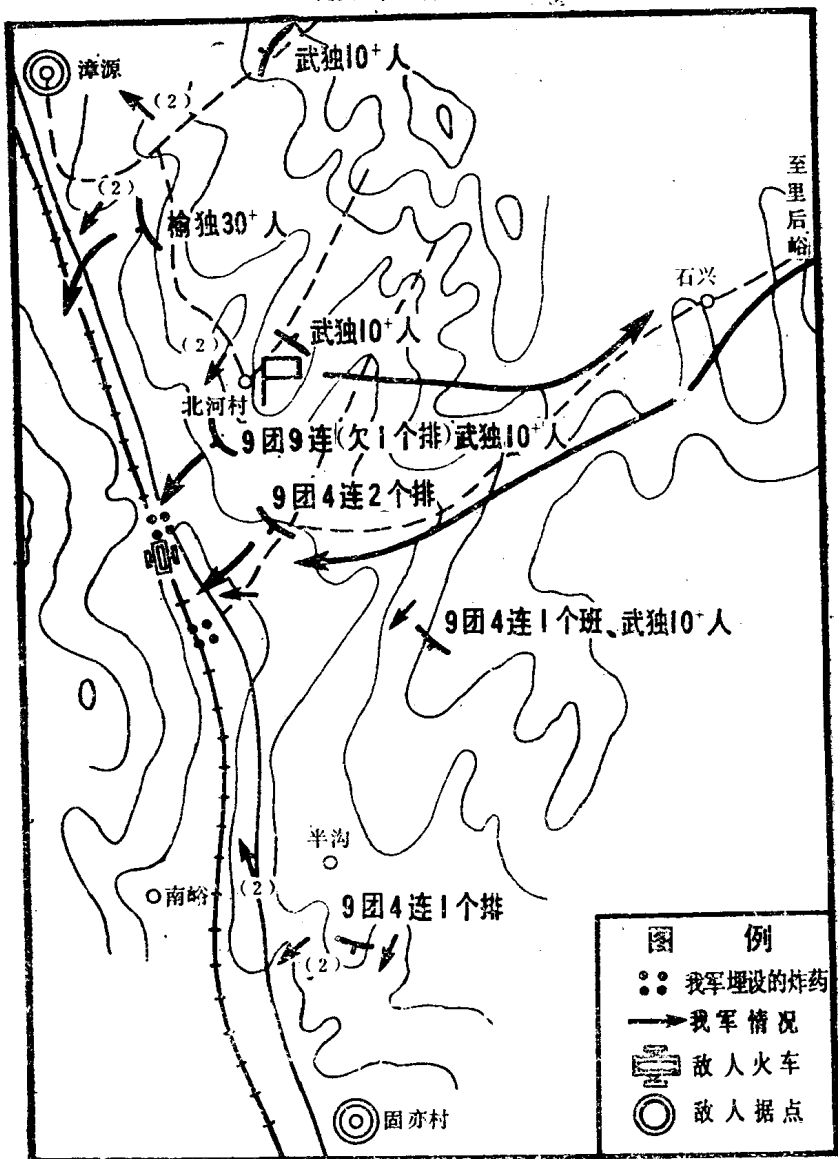 漳源
武独10⁺人
(2)
(2)
榆独30⁺人
至里后峪
石兴
武独10⁺人
(2)
北河村
9团9连(欠1个排)武独10⁺人
9团4连2个排
9团4连1个班、武独10⁺人
半沟
南峪
(2)
9团4连1个排
(2)
固亦村
图 例
我军埋设的炸药
我军情况
敌人火车
敌人据点